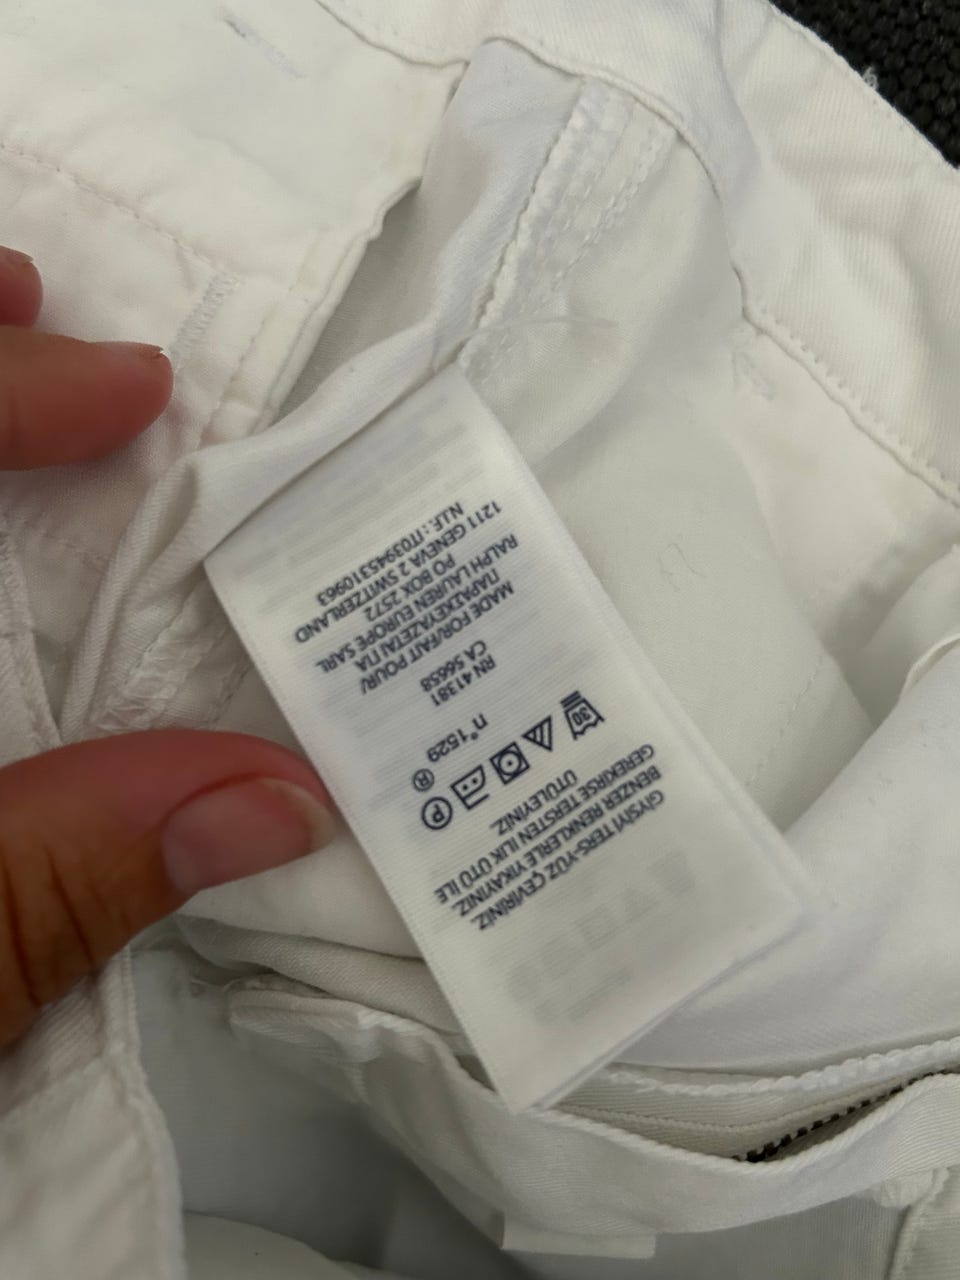 GİYSİYİ TERS-YÜZ ÇEVİRİNİZ.
BENZER RENKLERLE YIKAYINIZ.
GEREKİRSE TERSTEN ILIK ÜTÜ İLE
ÜTÜLEYİNİZ.
30
P
n°1529 ®
RN 41381
CA 56658
MADE FOR/FAIT POUR/
ΠΑΡΑΣΚΕΥΑΖΕΤΑΙ ΓΙΑ
RALPH LAUREN EUROPE SARL
PO BOX 2572
1211 GENEVA 2 SWITZERLAND
N.I.F.: IT03945310963